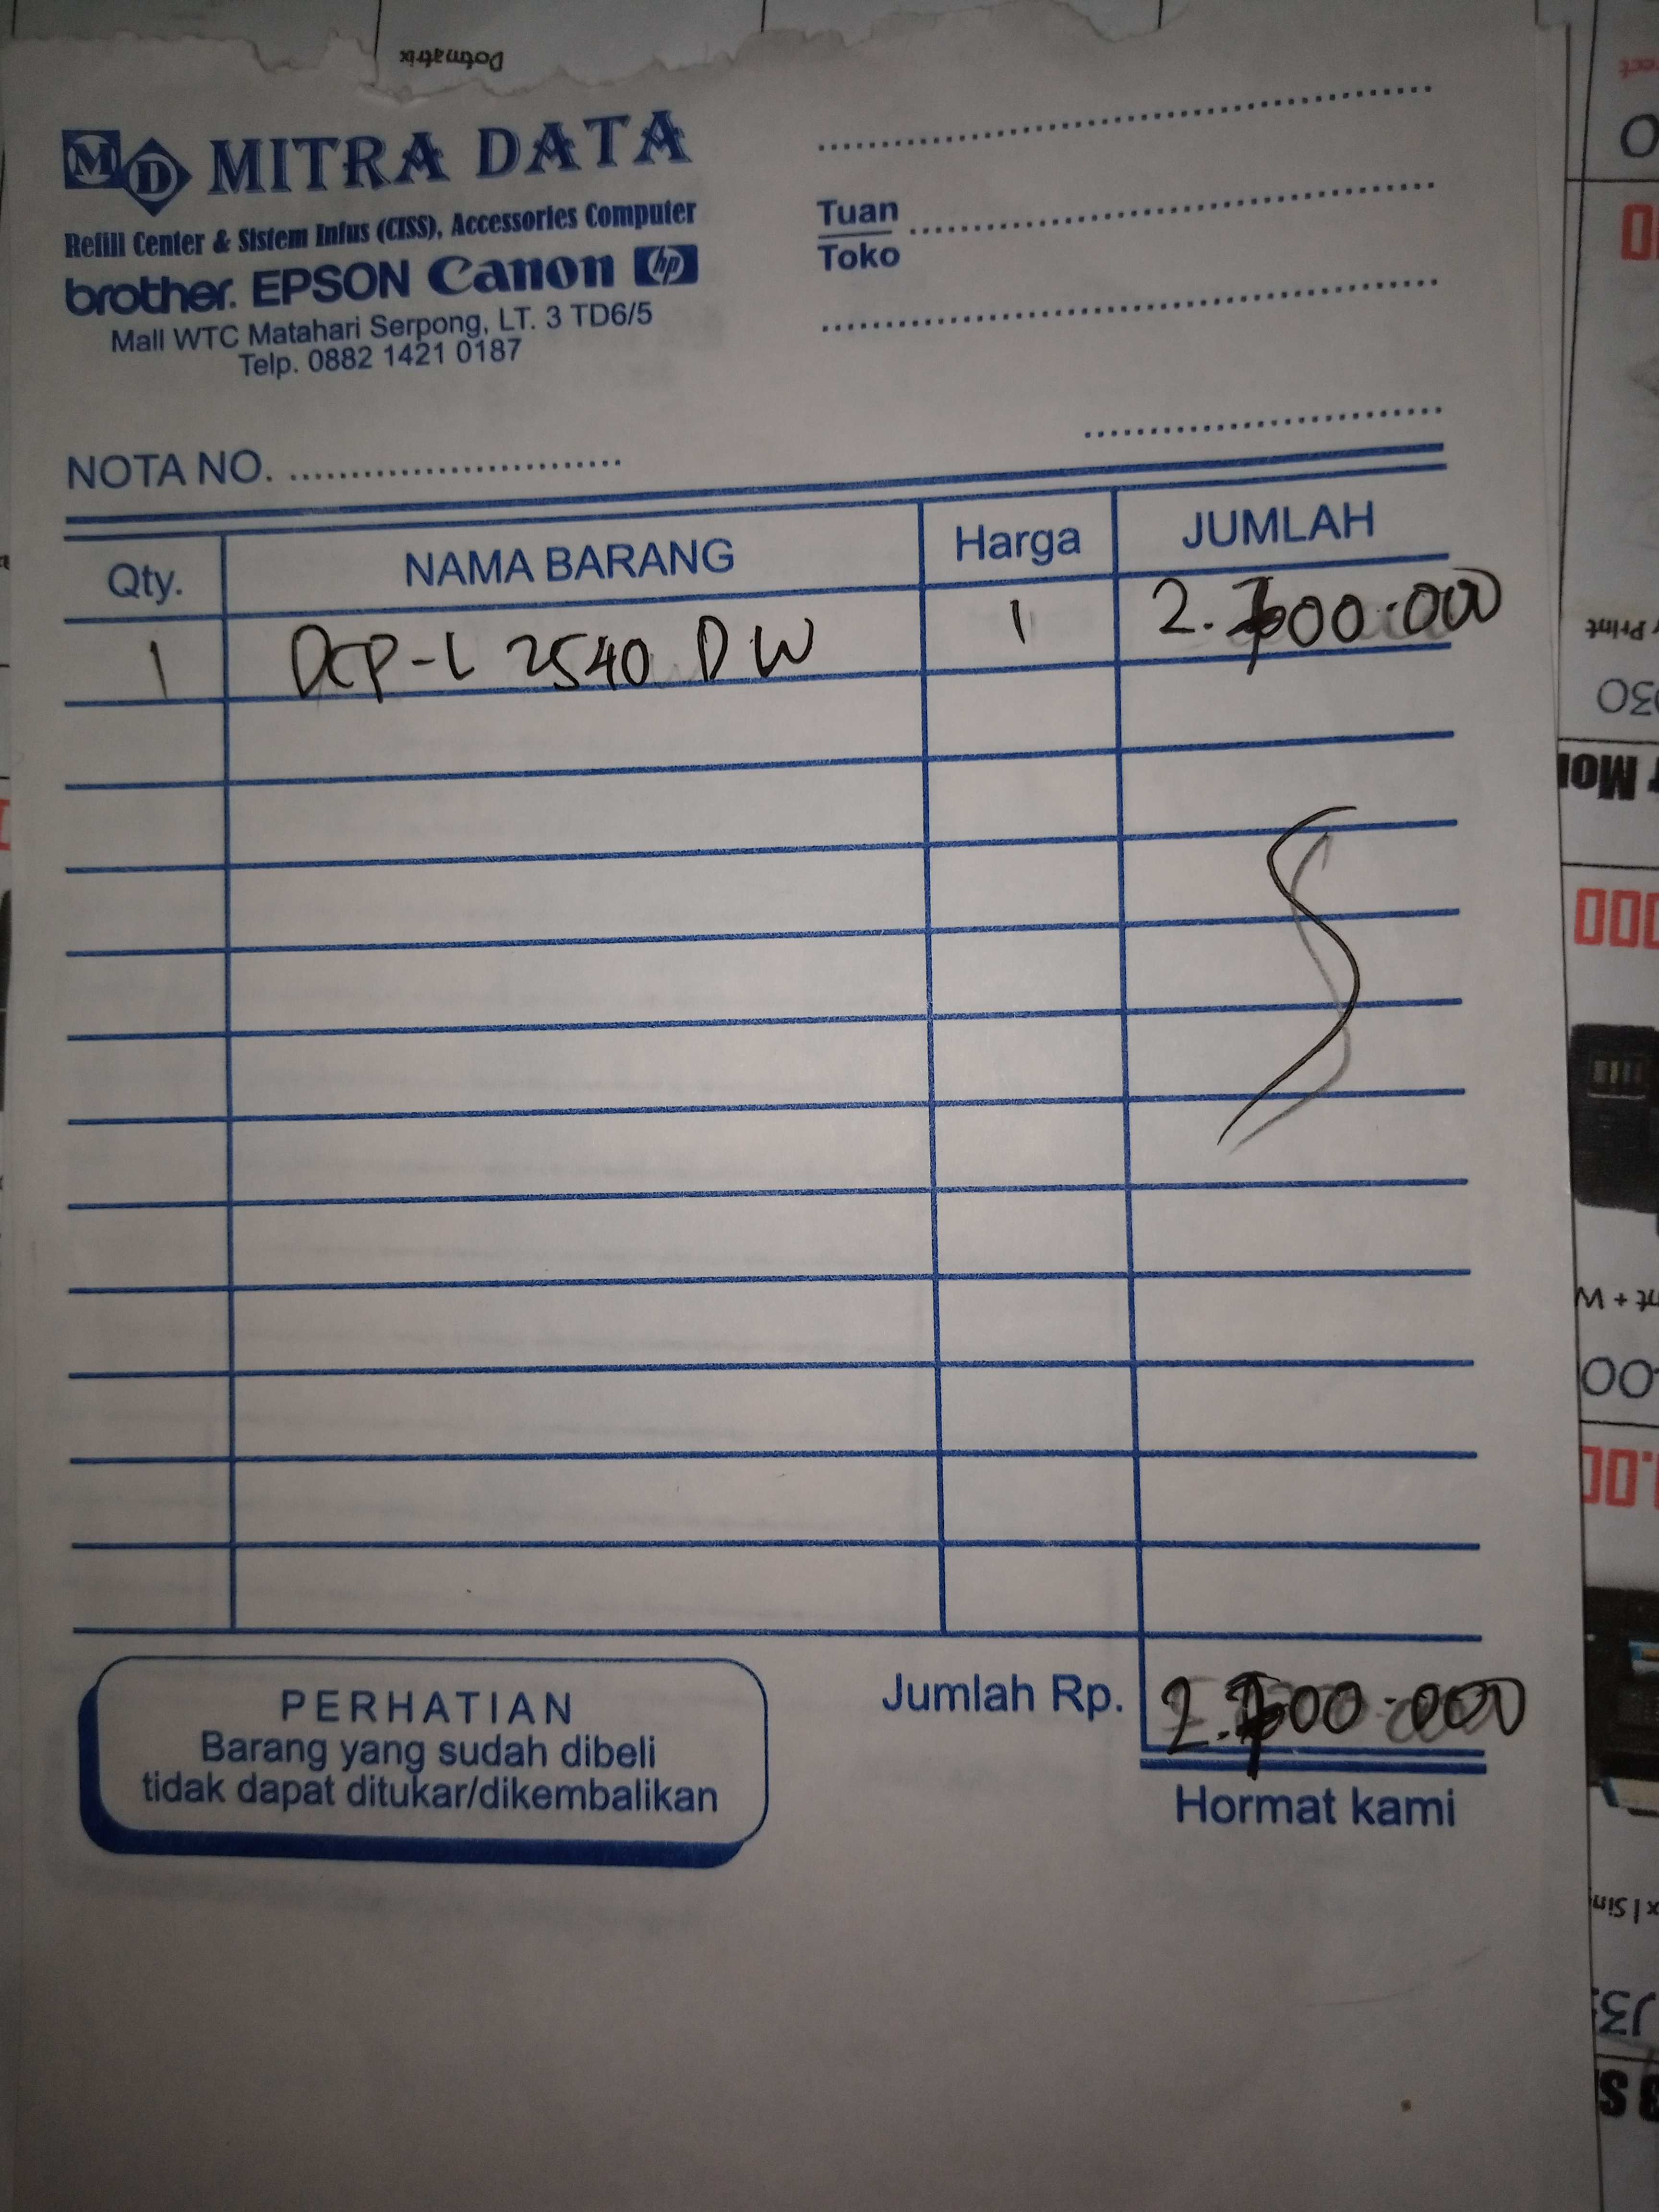 Dotmatrix
MD MITRA DATA
Refill Center & Sistem Infus (CISS), Accessories Computer
brother. EPSON Canon hp
Mall WTC Matahari Serpong, LT. 3 TD6/5
Telp. 0882 1421 0187
Tuan
Toko
NOTA NO.
Qty. NAMA BARANG Harga JUMLAH
1 DCP-L 2540 DW 1
Jumlah Rp.
PERHATIAN
Barang yang sudah dibeli
tidak dapat ditukar/dikembalikan
Hormat kami